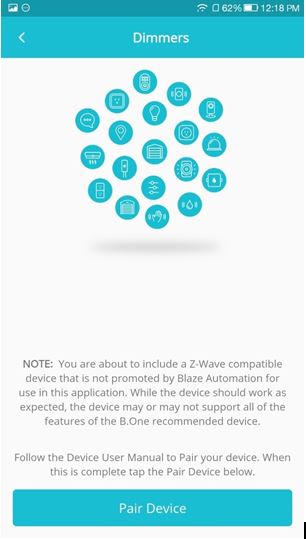 62% 12:18 PM
Dimmers
NOTE: You are about to include a Z-Wave compatible
device that is not promoted by Blaze Automation for
use in this application. While the device should work as
expected, the device may or may not support all of the
features of the B.One recommended device.
Follow the Device User Manual to Pair your device. When
this is complete tap the Pair Device below.
Pair Device